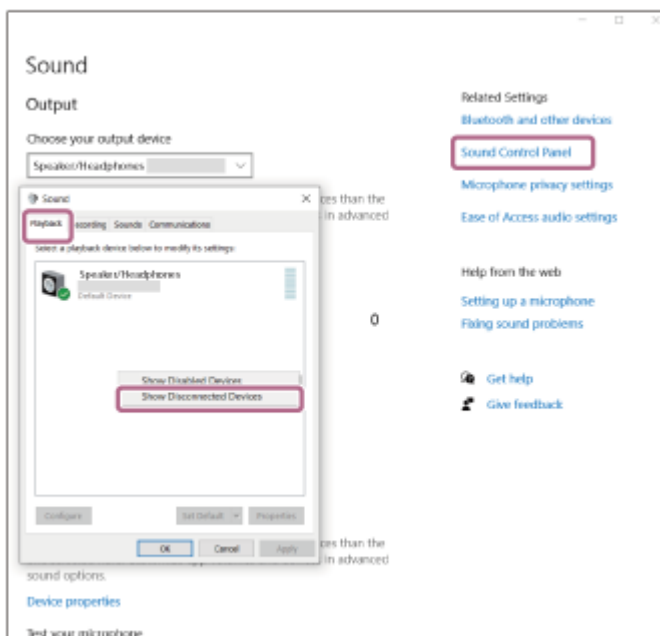 Sound
Output
Choose your output device
Speaker/Headphones
Sound
Playback
Recording Sounds Communications
Select a playback device below to modify its settings:
Speaker/Headphones
Default Device
Show Disabled Devices
Show Disconnected Devices
Configure
Set Default
Properties
OK
Cancel
Apply
ces than the
in advanced
0
ces than the
in advanced
sound options.
Device properties
Test your microphone
Related Settings
Bluetooth and other devices
Sound Control Panel
Microphone privacy settings
Ease of Access audio settings
Help from the web
Setting up a microphone
Fixing sound problems
Get help
Give feedback